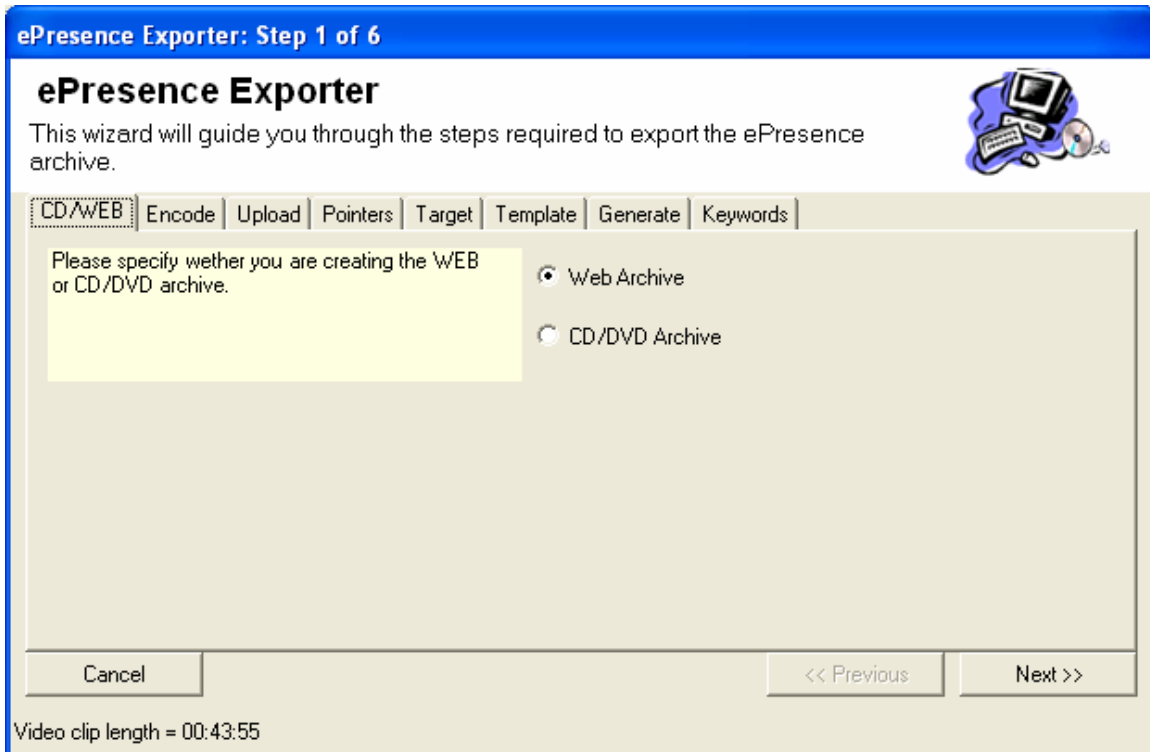 ePresence Exporter: Step 1 of 6
ePresence Exporter
This wizard will guide you through the steps required to export the ePresence
archive.
CD/WEB Encode Upload Pointers Target Template Generate Keywords
Please specify wether you are creating the WEB
or CD/DVD archive.
Web Archive
CD/DVD Archive
Cancel << Previous Next >>
Video clip length = 00:43:55